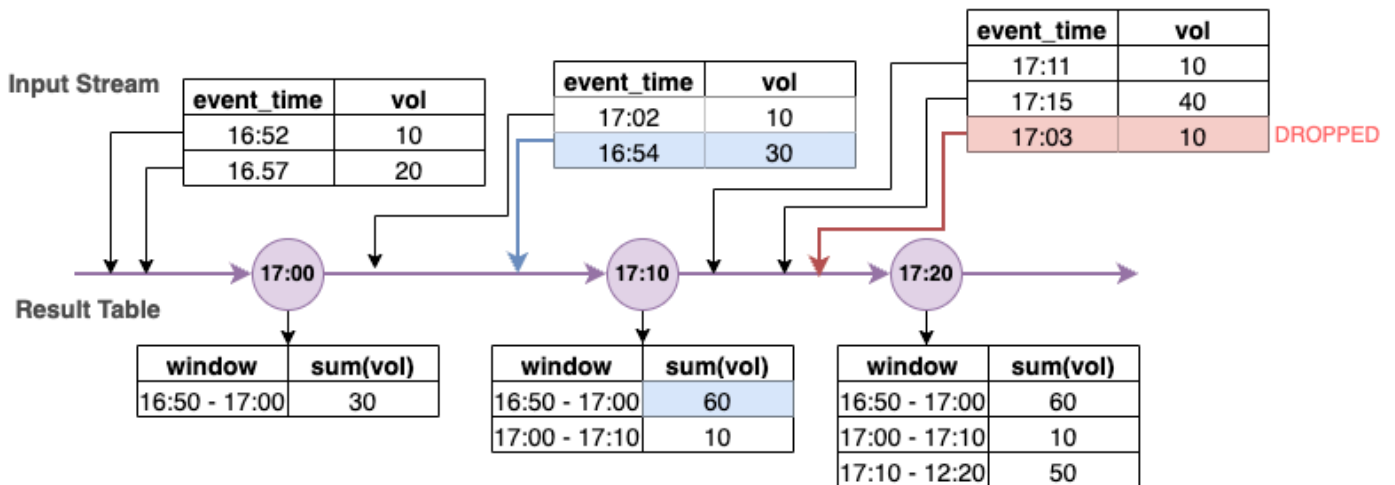 Input Stream
event_time vol
16:52 10
16.57 20
event_time vol
17:02 10
16:54 30
event_time vol
17:11 10
17:15 40
17:03 10 DROPPED
17:00
17:10
17:20
Result Table
window sum(vol)
16:50 - 17:00 30
window sum(vol)
16:50 - 17:00 60
17:00 - 17:10 10
window sum(vol)
16:50 - 17:00 60
17:00 - 17:10 10
17:10 - 12:20 50